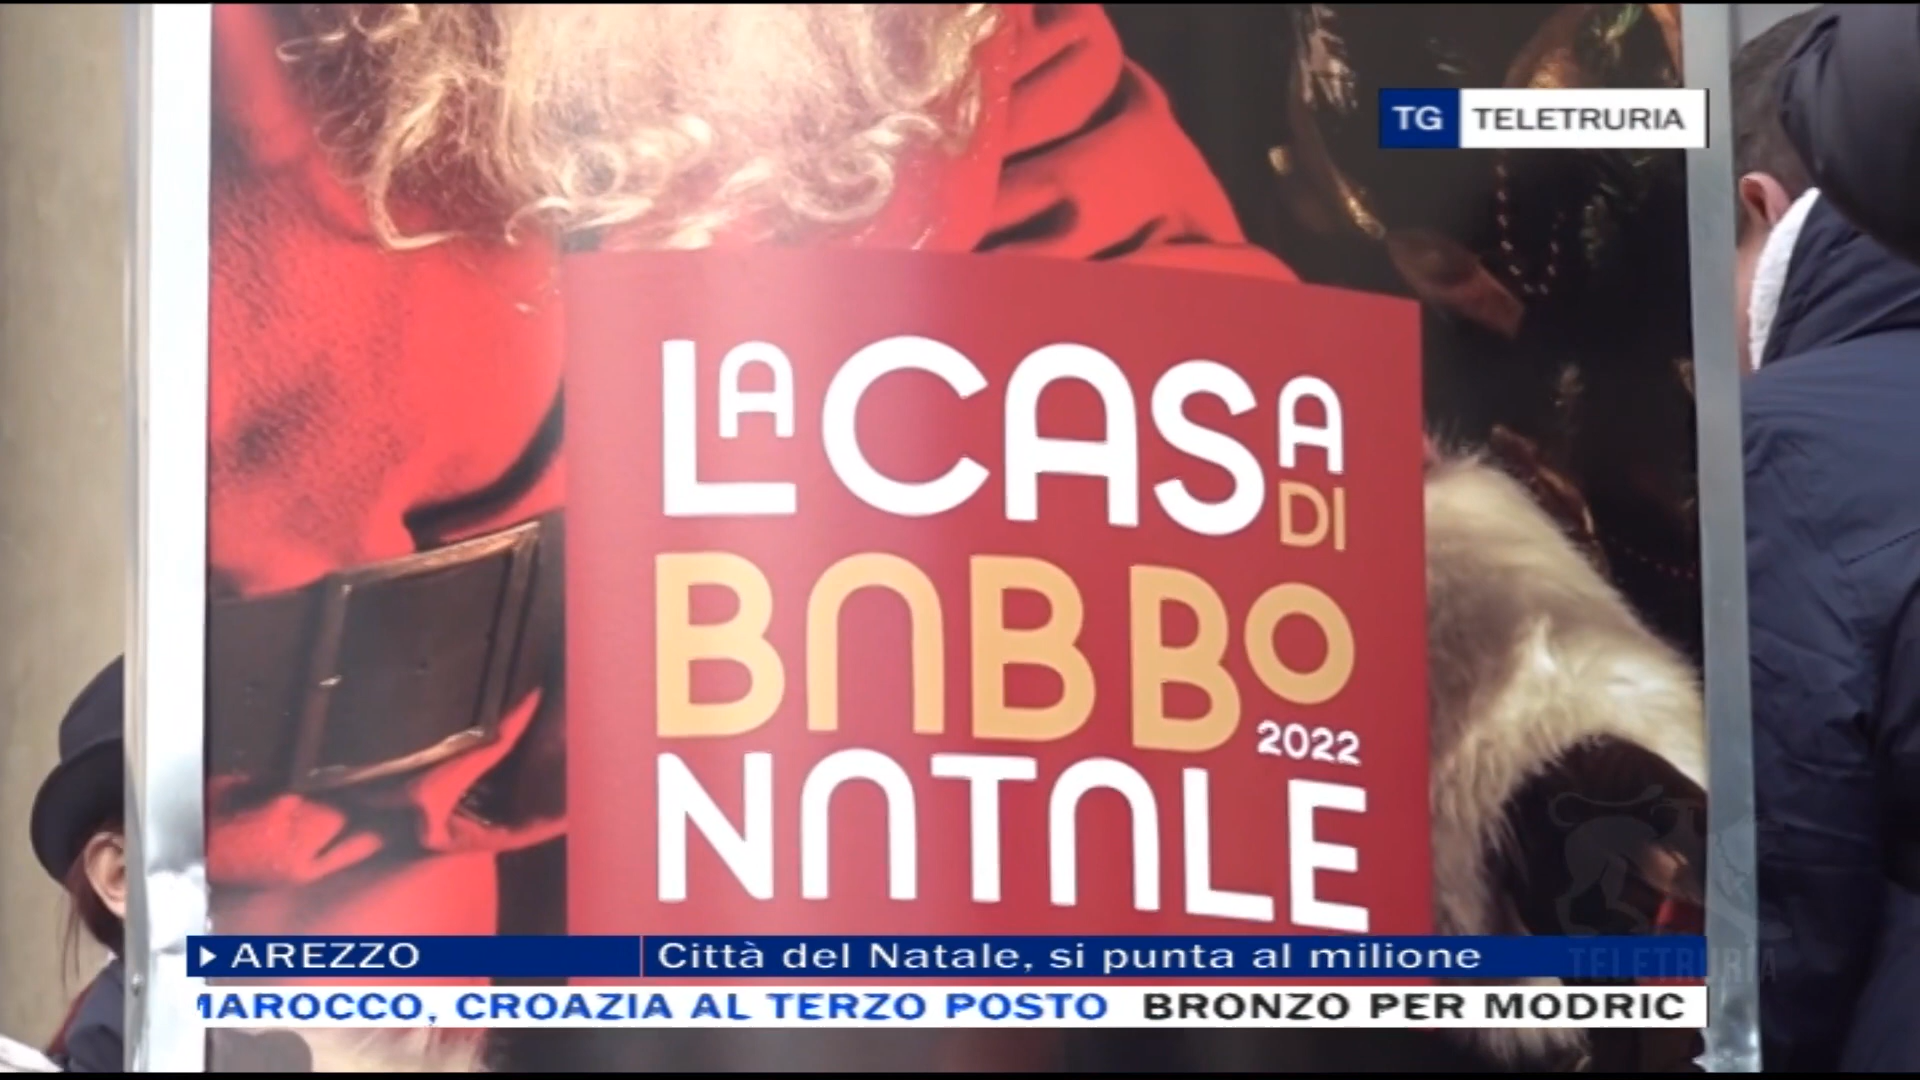 TG TELETRURIA
LA CASA
DI
BABBO
2022
NATALE
AREZZO Città del Natale, si punta al milione
TELETRURIA
MAROCCO, CROAZIA AL TERZO POSTO BRONZO PER MODRIC